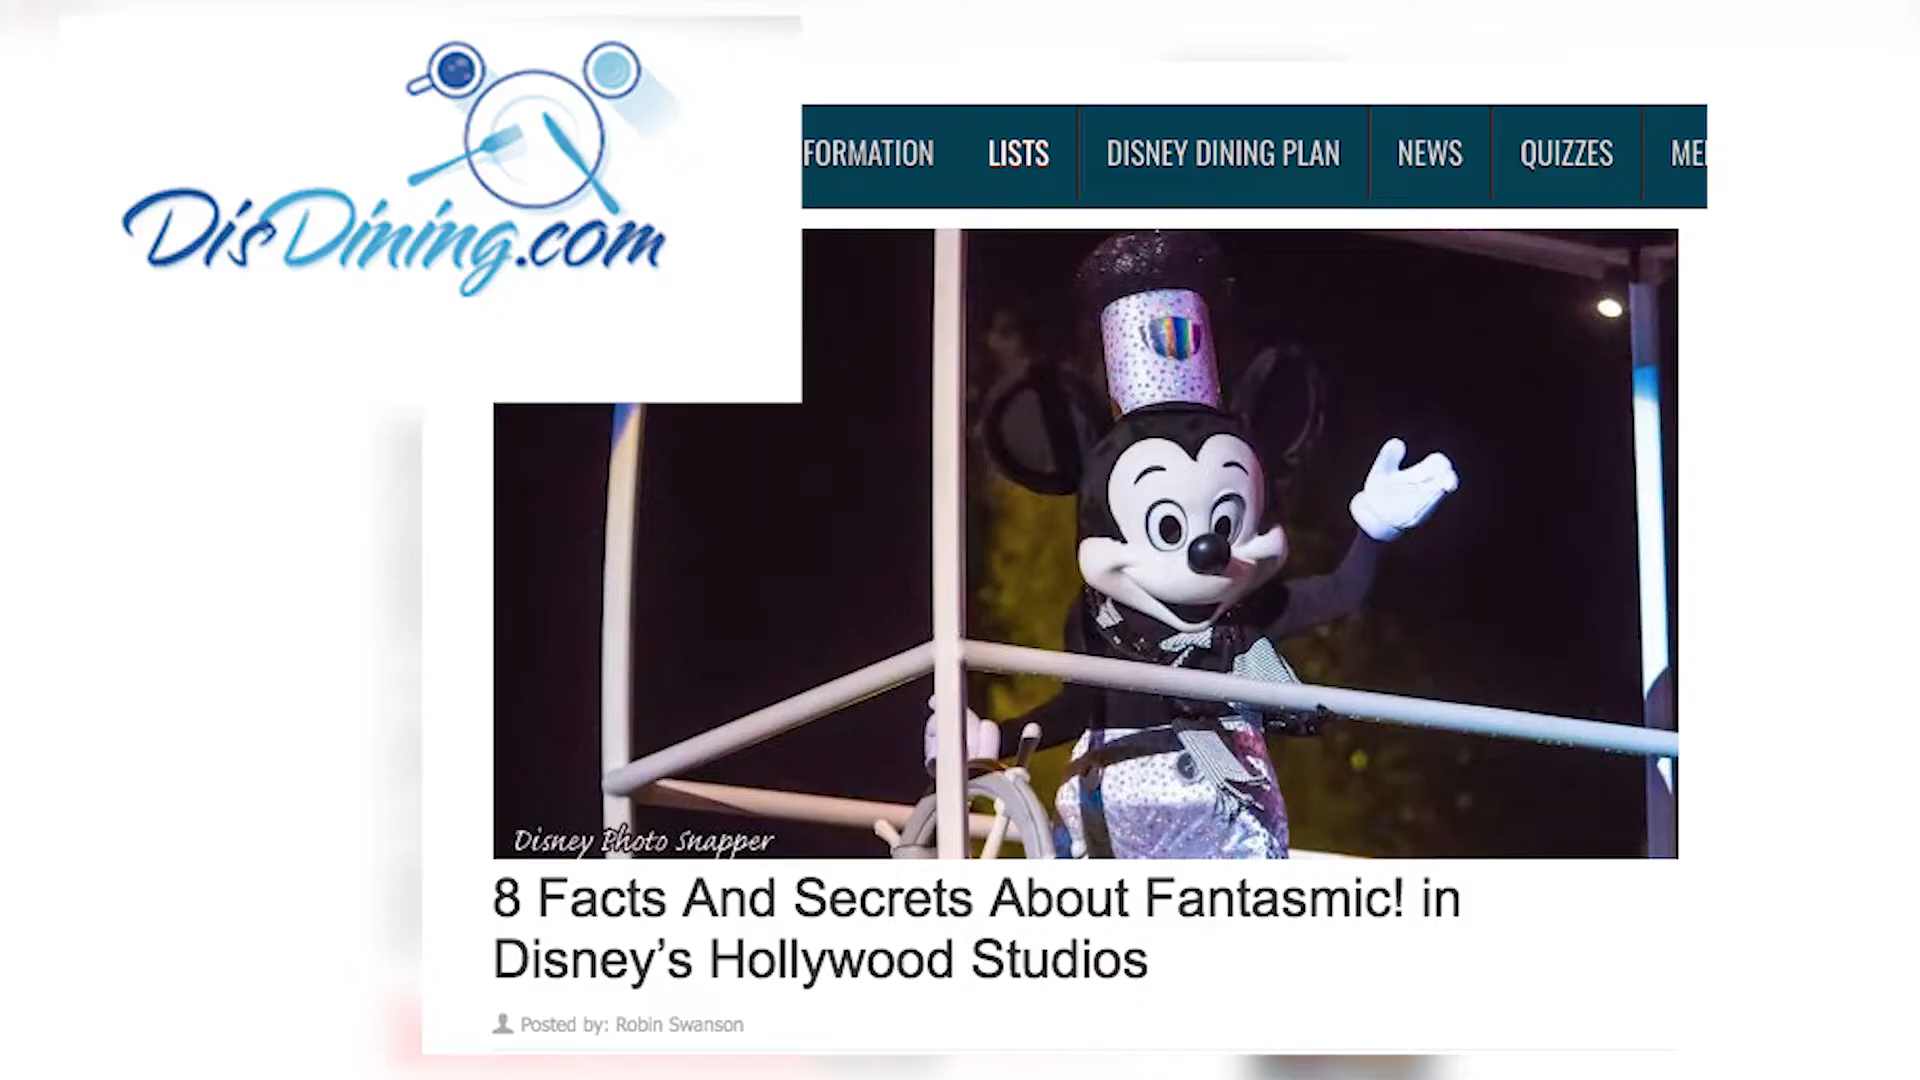 DisDining.com
FORMATION LISTS DISNEY DINING PLAN NEWS QUIZZES
Disney Photo Snapper
8 Facts And Secrets About Fantasmic! in
Disney’s Hollywood Studios
Posted by: Robin Swanson